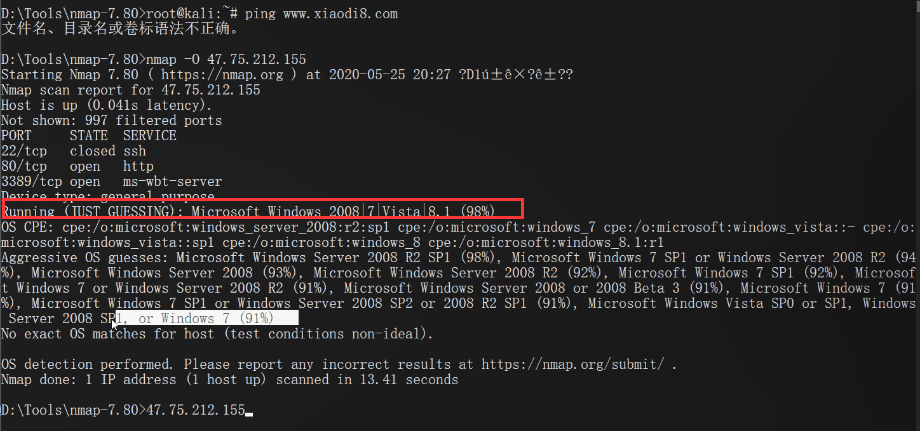 D:\Tools\nmap-7.80>root@kali:~# ping www.xiaodi8.com
文件名、目录名或卷标语法不正确。
D:\Tools\nmap-7.80>nmap -O 47.75.212.155
Starting Nmap 7.80 ( https://nmap.org ) at 2020-05-25 20:27 ?D1ú±ê×?ê±??
Nmap scan report for 47.75.212.155
Host is up (0.041s latency).
Not shown: 997 filtered ports
PORT     STATE  SERVICE
22/tcp   closed ssh
80/tcp   open   http
3389/tcp open   ms-wbt-server
Device type: general purpose
Running (JUST GUESSING): Microsoft Windows 2008|7|Vista|8.1 (98%)
OS CPE: cpe:/o:microsoft:windows_server_2008:r2:sp1 cpe:/o:microsoft:windows_7 cpe:/o:microsoft:windows_vista::- cpe:/o:
microsoft:windows_vista::sp1 cpe:/o:microsoft:windows_8 cpe:/o:microsoft:windows_8.1:r1
Aggressive OS guesses: Microsoft Windows Server 2008 R2 SP1 (98%), Microsoft Windows 7 SP1 or Windows Server 2008 R2 (94
%), Microsoft Windows Server 2008 (93%), Microsoft Windows Server 2008 R2 (92%), Microsoft Windows 7 SP1 (92%), Microsof
t Windows 7 or Windows Server 2008 R2 (91%), Microsoft Windows Server 2008 or 2008 Beta 3 (91%), Microsoft Windows 7 (91
%), Microsoft Windows 7 SP1 or Windows Server 2008 SP2 or 2008 R2 SP1 (91%), Microsoft Windows Vista SP0 or SP1, Windows
 Server 2008 SP1, or Windows 7 (91%)
No exact OS matches for host (test conditions non-ideal).
OS detection performed. Please report any incorrect results at https://nmap.org/submit/ .
Nmap done: 1 IP address (1 host up) scanned in 13.41 seconds
D:\Tools\nmap-7.80>47.75.212.155